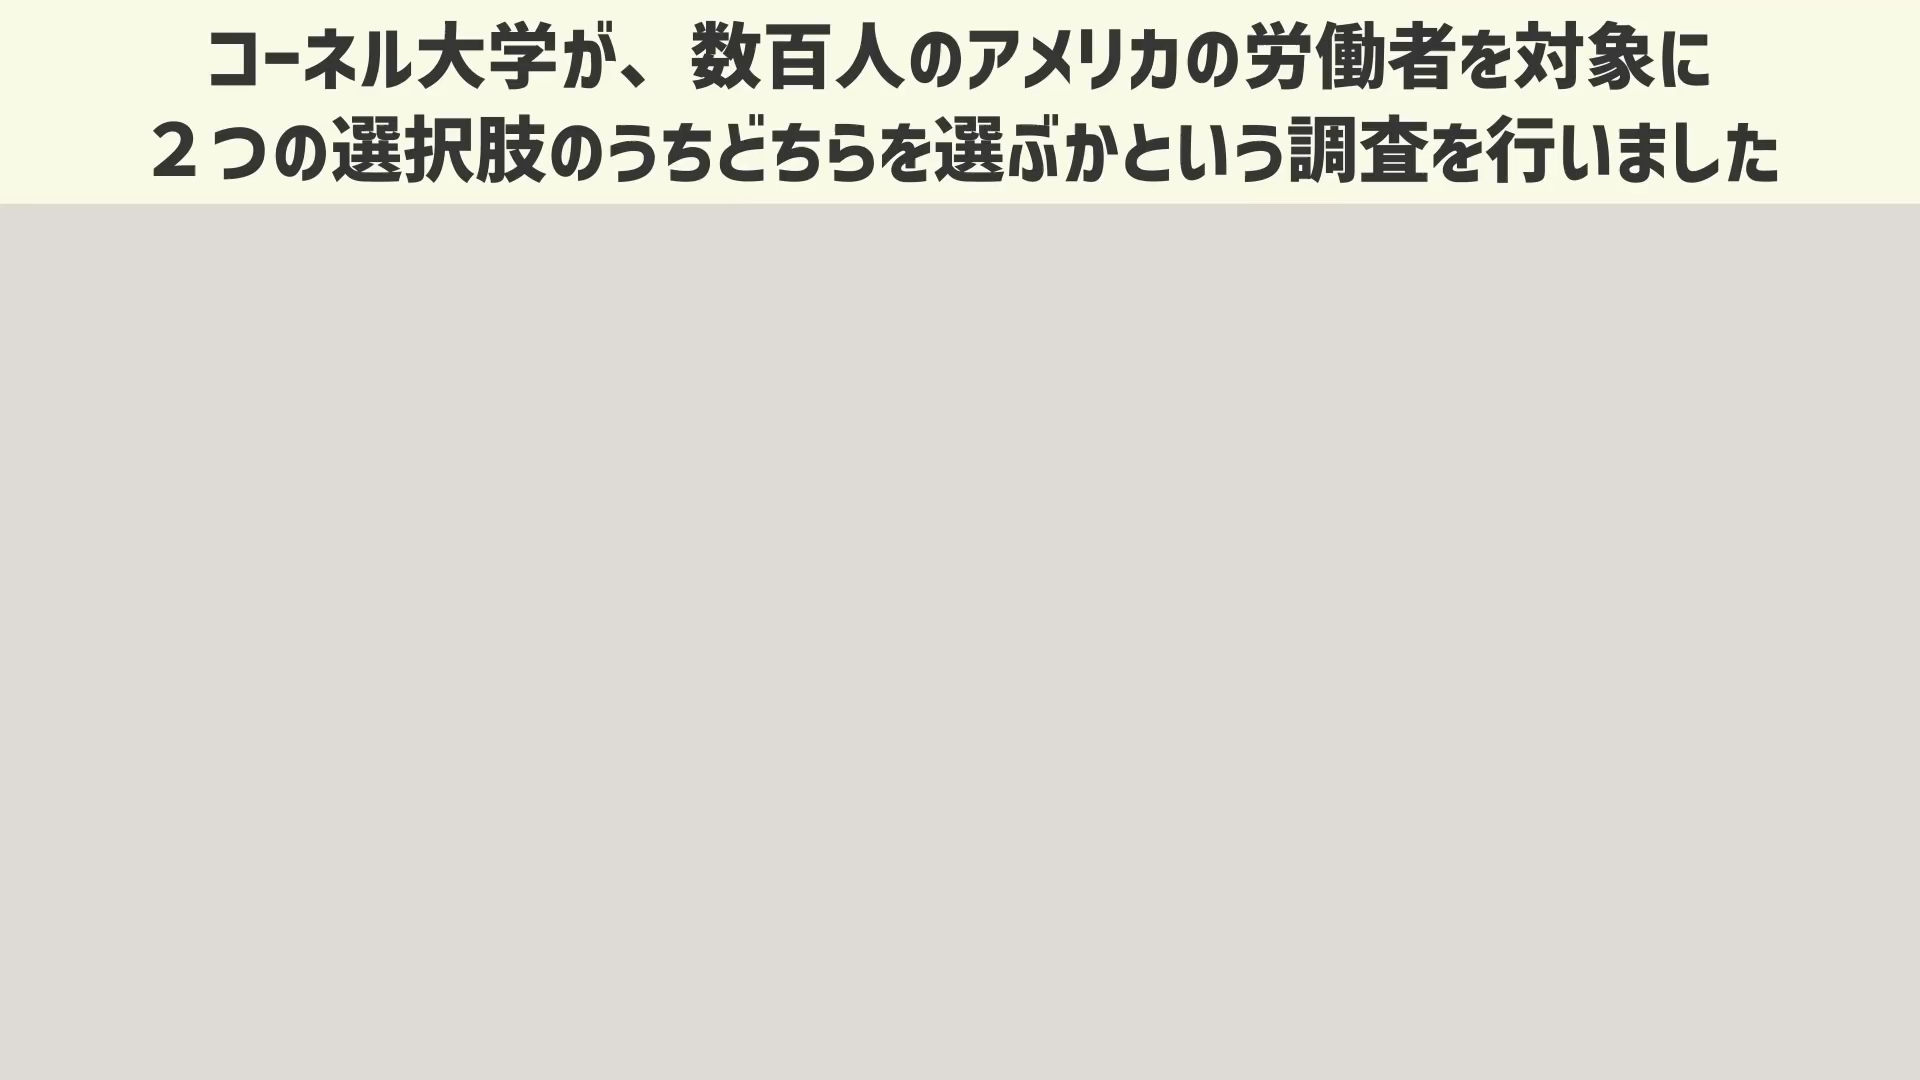 コーネル大学が、数百人のアメリカの労働者を対象に
２つの選択肢のうちどちらを選ぶかという調査を行いました